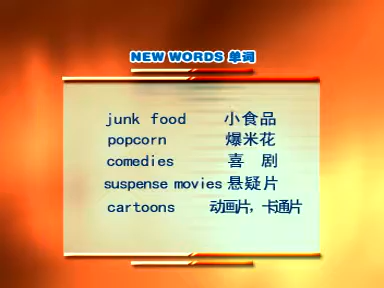 NEW WORDS 单词
junk food 小食品
popcorn 爆米花
comedies 喜 剧
suspense movies 悬疑片
cartoons 动画片，卡通片